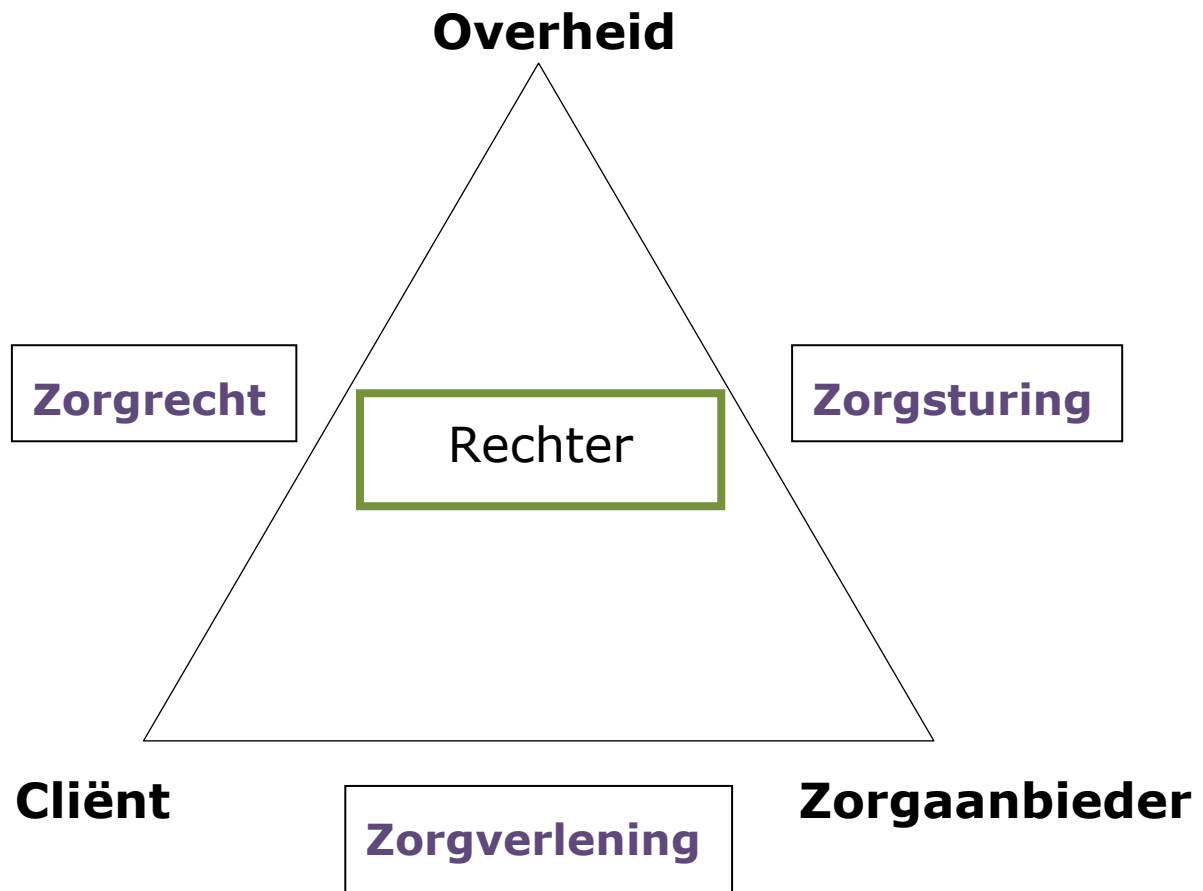 Overheid
Zorgrecht
Rechter
Zorgsturing
Cliënt
Zorgverlening
Zorgaanbieder